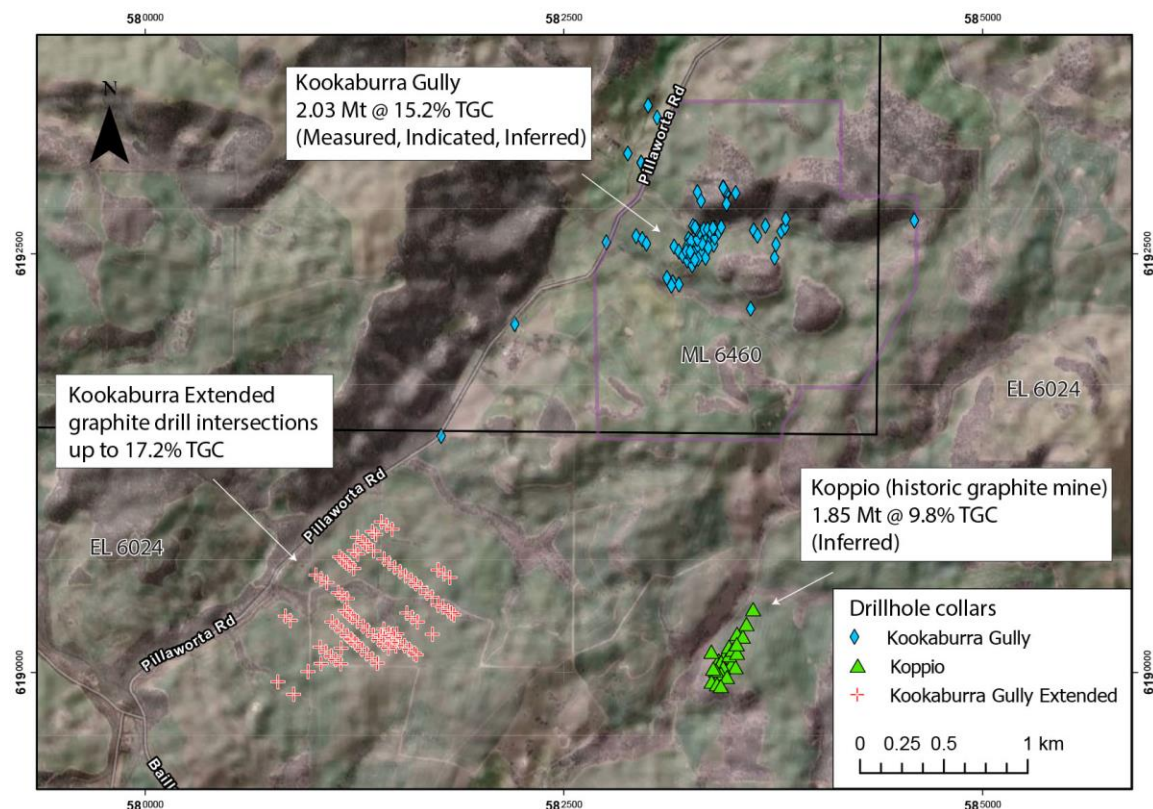 580000
582500
585000
N
Kookaburra Gully
2.03 Mt @ 15.2% TGC
(Measured, Indicated, Inferred)
Pillaworta Rd
6192500
6192500
ML 6460
EL 6024
Kookaburra Extended
graphite drill intersections
up to 17.2% TGC
Pillaworta Rd
Koppio (historic graphite mine)
1.85 Mt @ 9.8% TGC
(Inferred)
EL 6024
Pillaworta Rd
6190000
6190000
Baill
Drillhole collars
Kookaburra Gully
Koppio
Kookaburra Gully Extended
0 0.25 0.5 1 km
580000
582500
585000